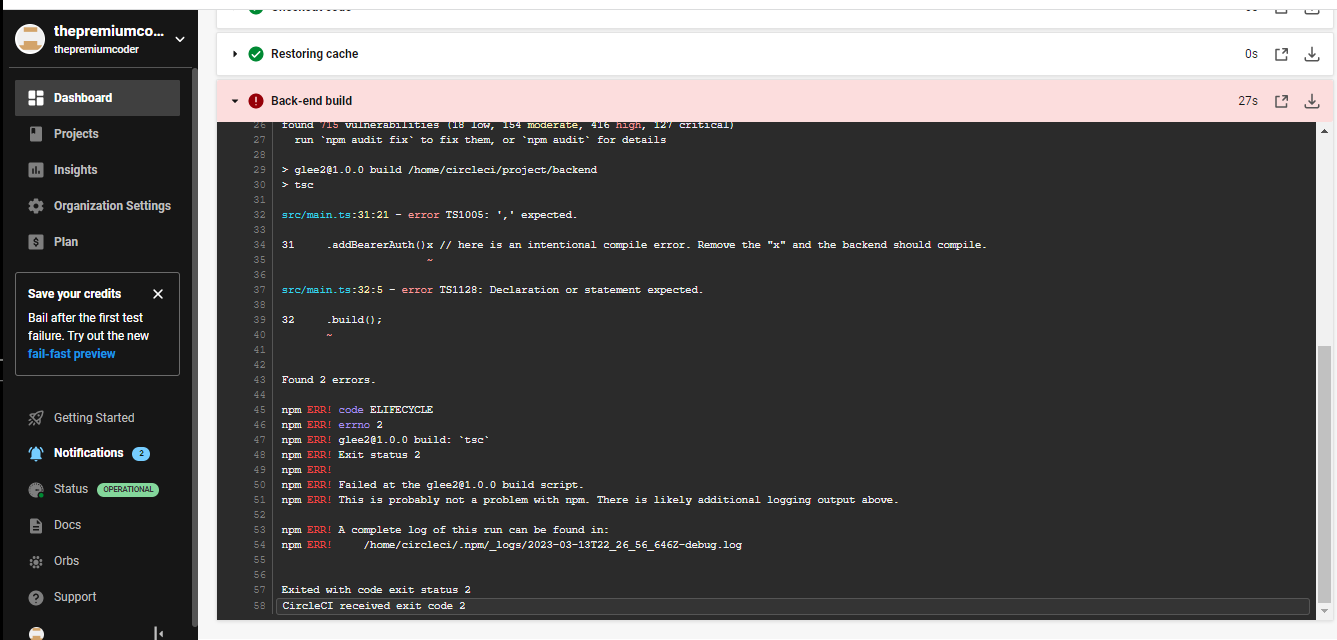 thepremiumco...
thepremiumcoder
Dashboard
Projects
Insights
Organization Settings
Plan
Save your credits
Bail after the first test
failure. Try out the new
fail-fast preview
Getting Started
Notifications 2
Status OPERATIONAL
Docs
Orbs
Support
Checkout code 0s
Restoring cache 0s
Back-end build 27s
26 found 715 vulnerabilities (18 low, 154 moderate, 416 high, 127 critical)
27 run `npm audit fix` to fix them, or `npm audit` for details
28
29 > glee2@1.0.0 build /home/circleci/project/backend
30 > tsc
31
32 src/main.ts:31:21 - error TS1005: ',' expected.
33
34 31 .addBearerAuth()x // here is an intentional compile error. Remove the "x" and the backend should compile.
35 ~
36
37 src/main.ts:32:5 - error TS1128: Declaration or statement expected.
38
39 32 .build();
40 ~
41
42
43 Found 2 errors.
44
45 npm ERR! code ELIFECYCLE
46 npm ERR! errno 2
47 npm ERR! glee2@1.0.0 build: `tsc`
48 npm ERR! Exit status 2
49 npm ERR!
50 npm ERR! Failed at the glee2@1.0.0 build script.
51 npm ERR! This is probably not a problem with npm. There is likely additional logging output above.
52
53 npm ERR! A complete log of this run can be found in:
54 npm ERR! /home/circleci/.npm/_logs/2023-03-13T22_26_56_646Z-debug.log
55
56
57 Exited with code exit status 2
58 CircleCI received exit code 2